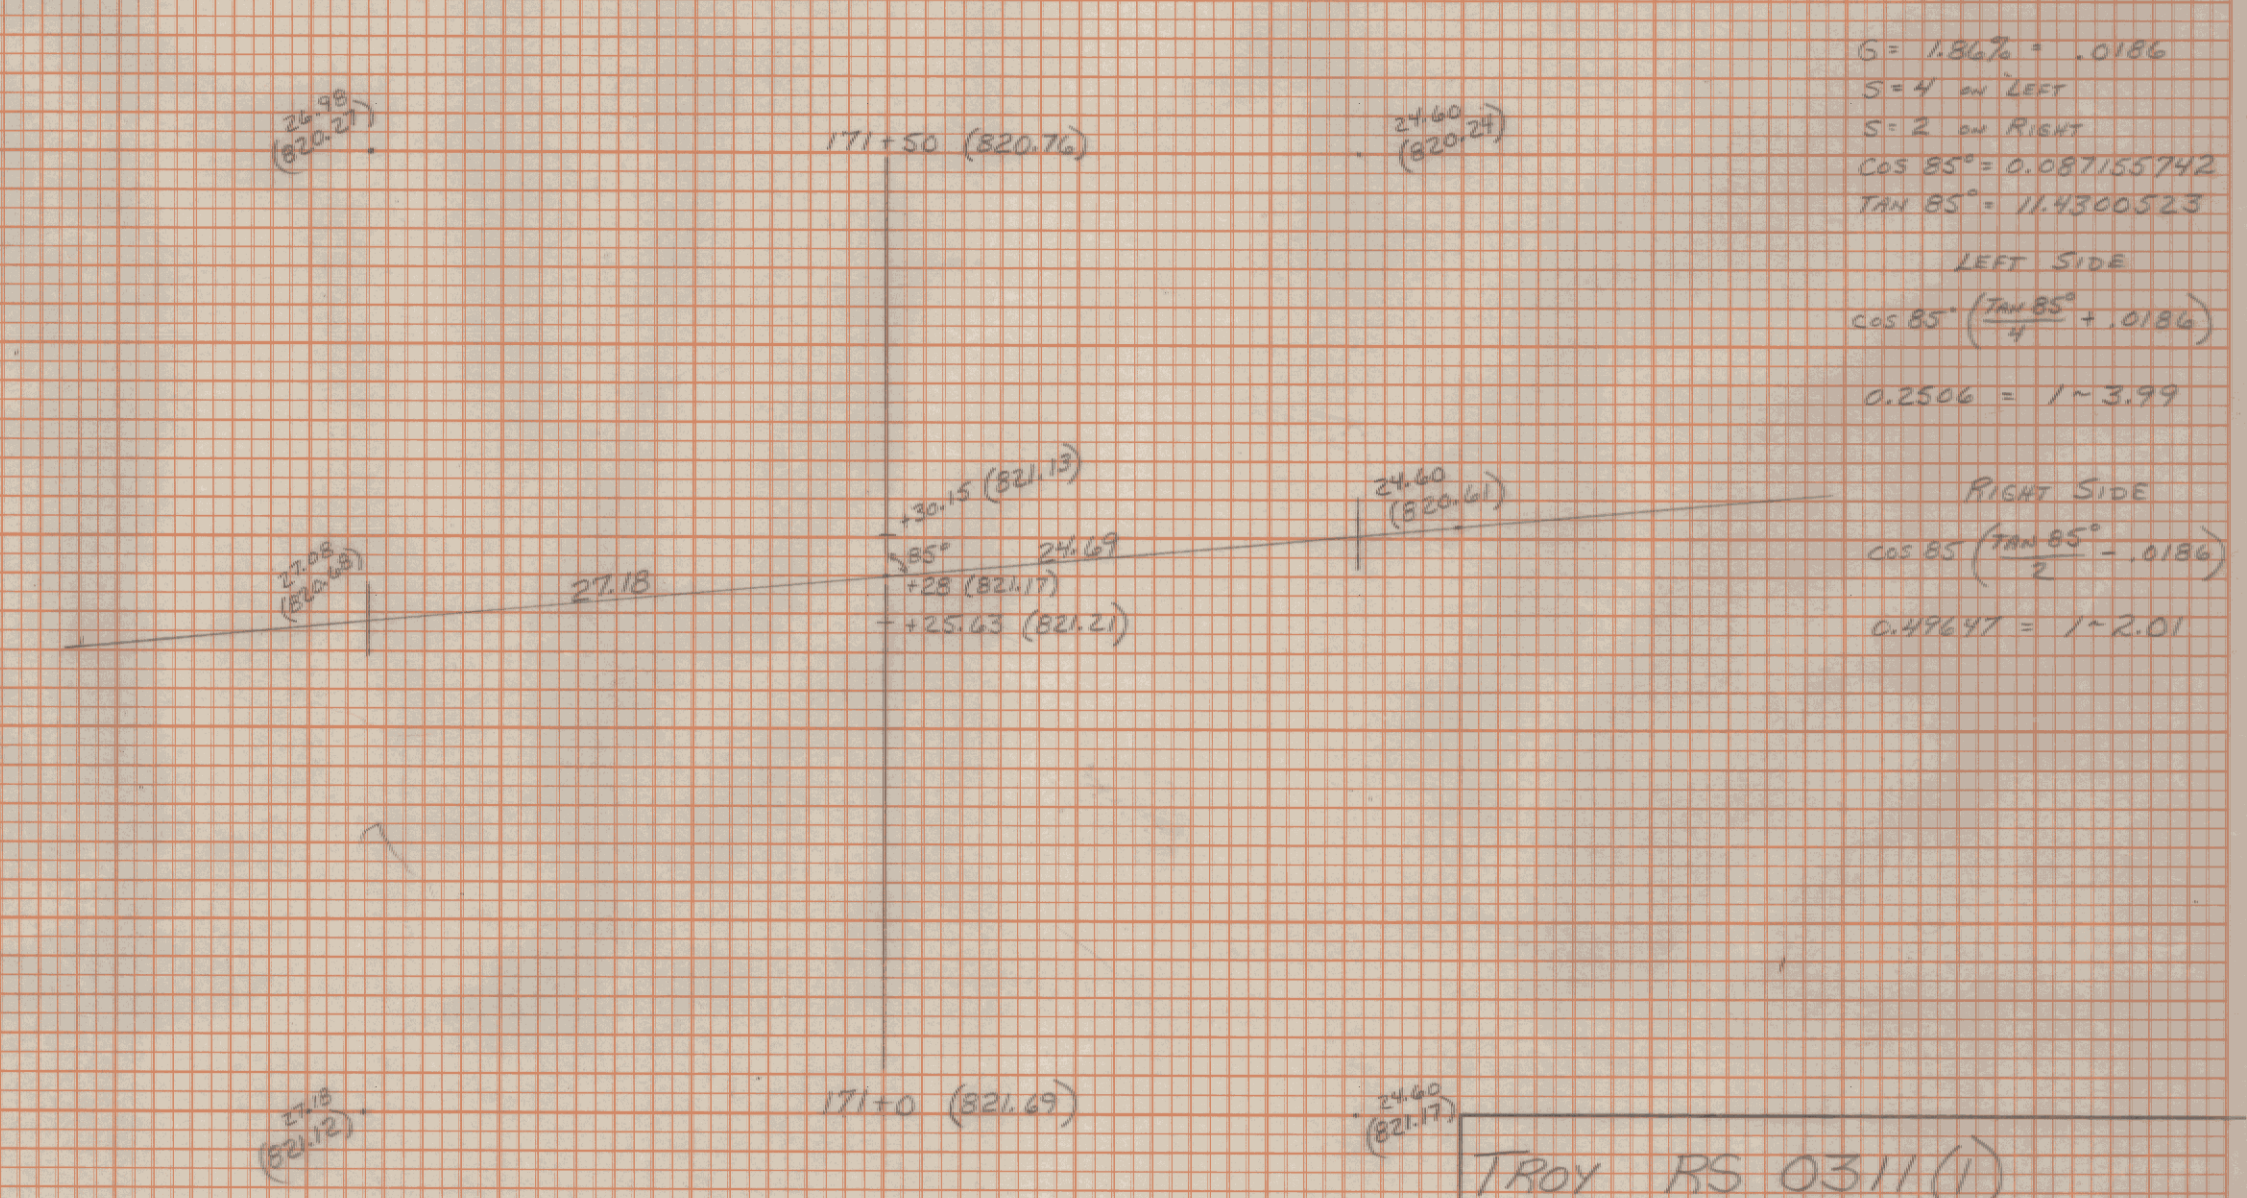 G = 1.86% = .0186
S = 4 ON LEFT
S = 2 ON RIGHT
COS 85° = 0.087155742
TAN 85° = 11.4300523
LEFT SIDE
COS 85° (TAN 85°/4 + .0186)
0.2506 = 1~3.99
RIGHT SIDE
COS 85 (TAN 85°/2 - .0186)
0.49647 = 1~2.01
26.98
(820.27)
171+50 (820.76)
24.60
(820.24)
+30.15 (821.13)
24.60
(820.61)
27.08
(820.68)
27.18
85°
24.69
+28 (821.17)
+25.63 (821.21)
27.18
(821.12)
171+0 (821.69)
24.60
(821.17)
TROY RS 0311(1)